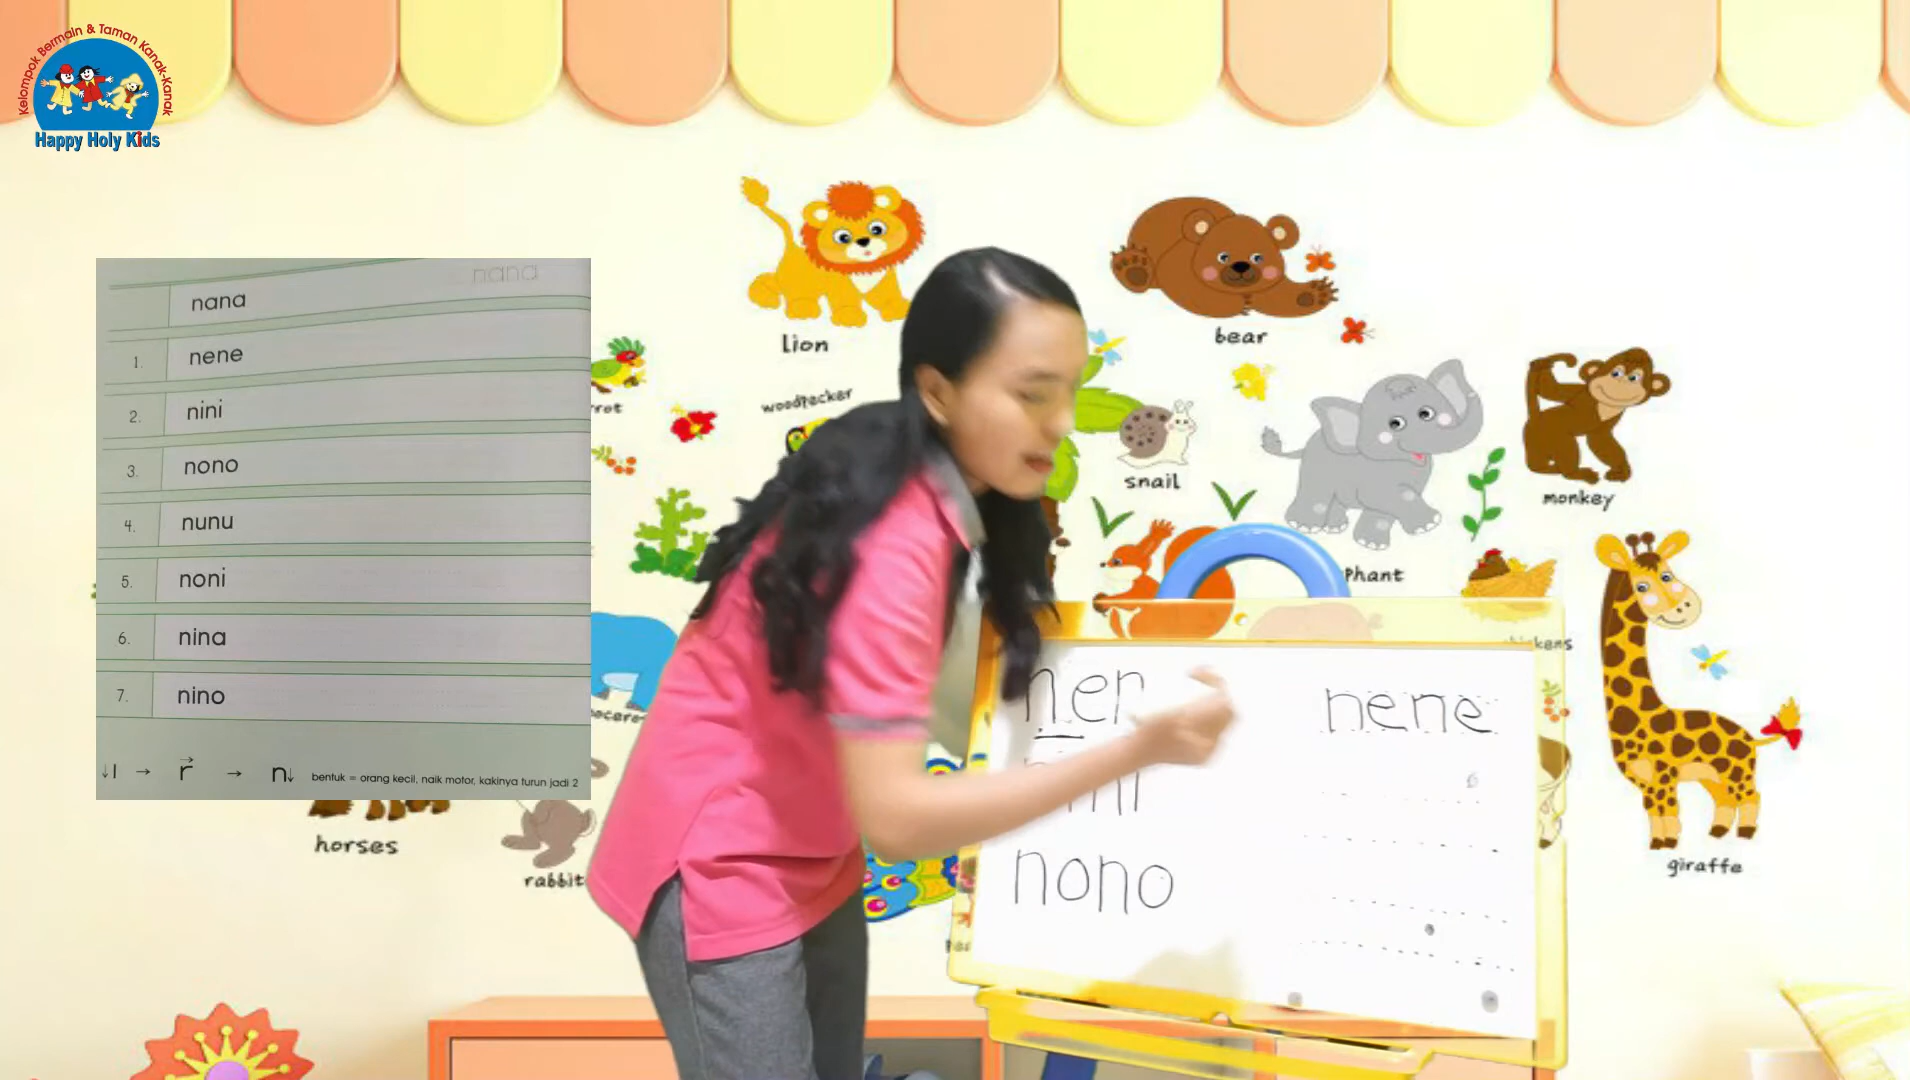 Kelompok Bermain & Taman Kanak-Kanak
Happy Holy Kids
nana
nana
1. nene
2. nini
3. nono
4. nunu
5. noni
6. nina
7. nino
↓l → r → n↓ bentuk = orang kecil, naik motor, kakinya turun jadi 2
lion
bear
woodpecker
snail
monkey
horses
rabbit
giraffe
nene
nono